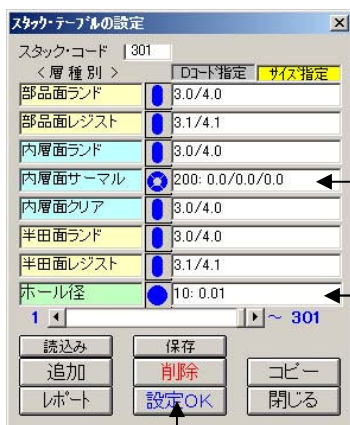 スタック・テーブルの設定
スタック・コード 301
<層種別> Dコード指定 サイズ指定
部品面ランド 3.0/4.0
部品面レジスト 3.1/4.1
内層面ランド 3.0/4.0
内層面サーマル 200: 0.0/0.0/0.0
内層面クリア 3.0/4.0
半田面ランド 3.0/4.0
半田面レジスト 3.1/4.1
ホール径 10: 0.01
1 ～ 301
読込み 保存
追加 削除 コピー
レポート 設定OK 閉じる